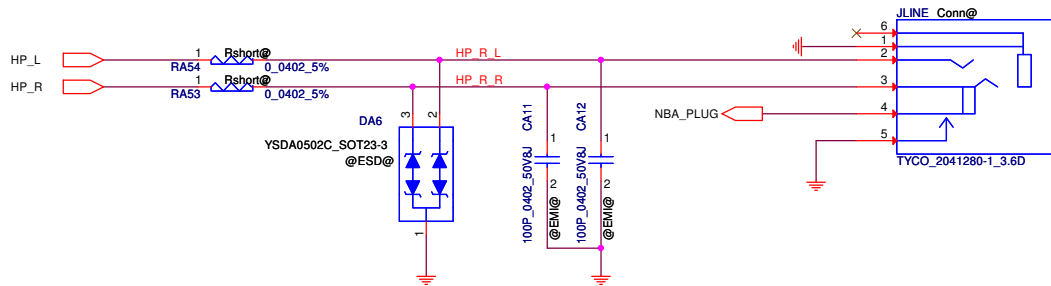 JLINE Conn@
6
1
HP_L
1
Rshort@
HP_R_L
2
RA54
0_0402_5%
HP_R
1
Rshort@
HP_R_R
3
RA53
0_0402_5%
NBA_PLUG
4
5
TYCO_2041280-1_3.6D
DA6
3
2
YSDA0502C_SOT23-3
@ESD@
1
CA11
1
100P_0402_50V8J
2
@EMI@
CA12
1
100P_0402_50V8J
2
@EMI@